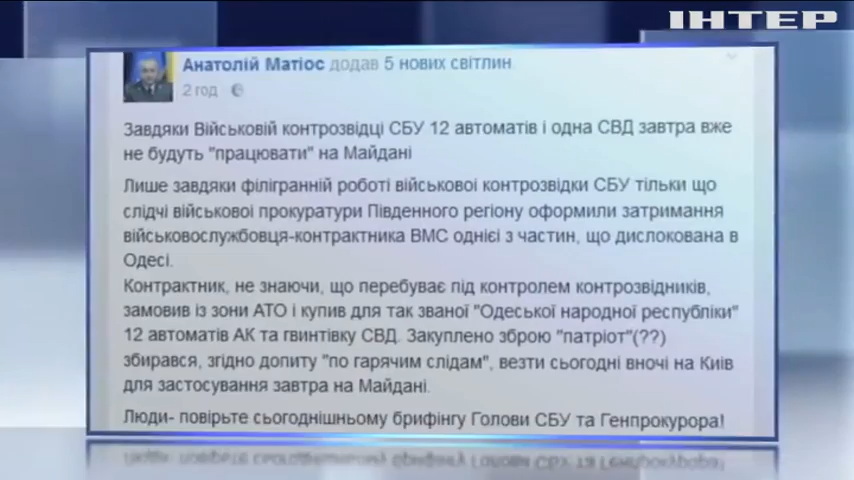 ІНТЕР
Анатолій Матіос додав 5 нових світлин
2 год
Завдяки Військовій контрозвідці СБУ 12 автоматів і одна СВД завтра вже
не будуть "працювати" на Майдані
Лише завдяки філігранній роботі військової контрозвідки СБУ тільки що
слідчі військової прокуратури Південного регіону оформили затримання
військовослужбовця-контрактника ВМС однієї з частин, що дислокована в
Одесі.
Контрактник, не знаючи, що перебуває під контролем контрозвідників,
замовив із зони АТО і купив для так званої "Одеської народної республіки"
12 автоматів АК та гвинтівку СВД. Закуплено зброю "патріот"(??)
збирався, згідно допиту "по гарячим слідам", везти сьогодні вночі на Київ
для застосування завтра на Майдані.
Люди- повірьте сьогоднішньому брифінгу Голови СБУ та Генпрокурора!